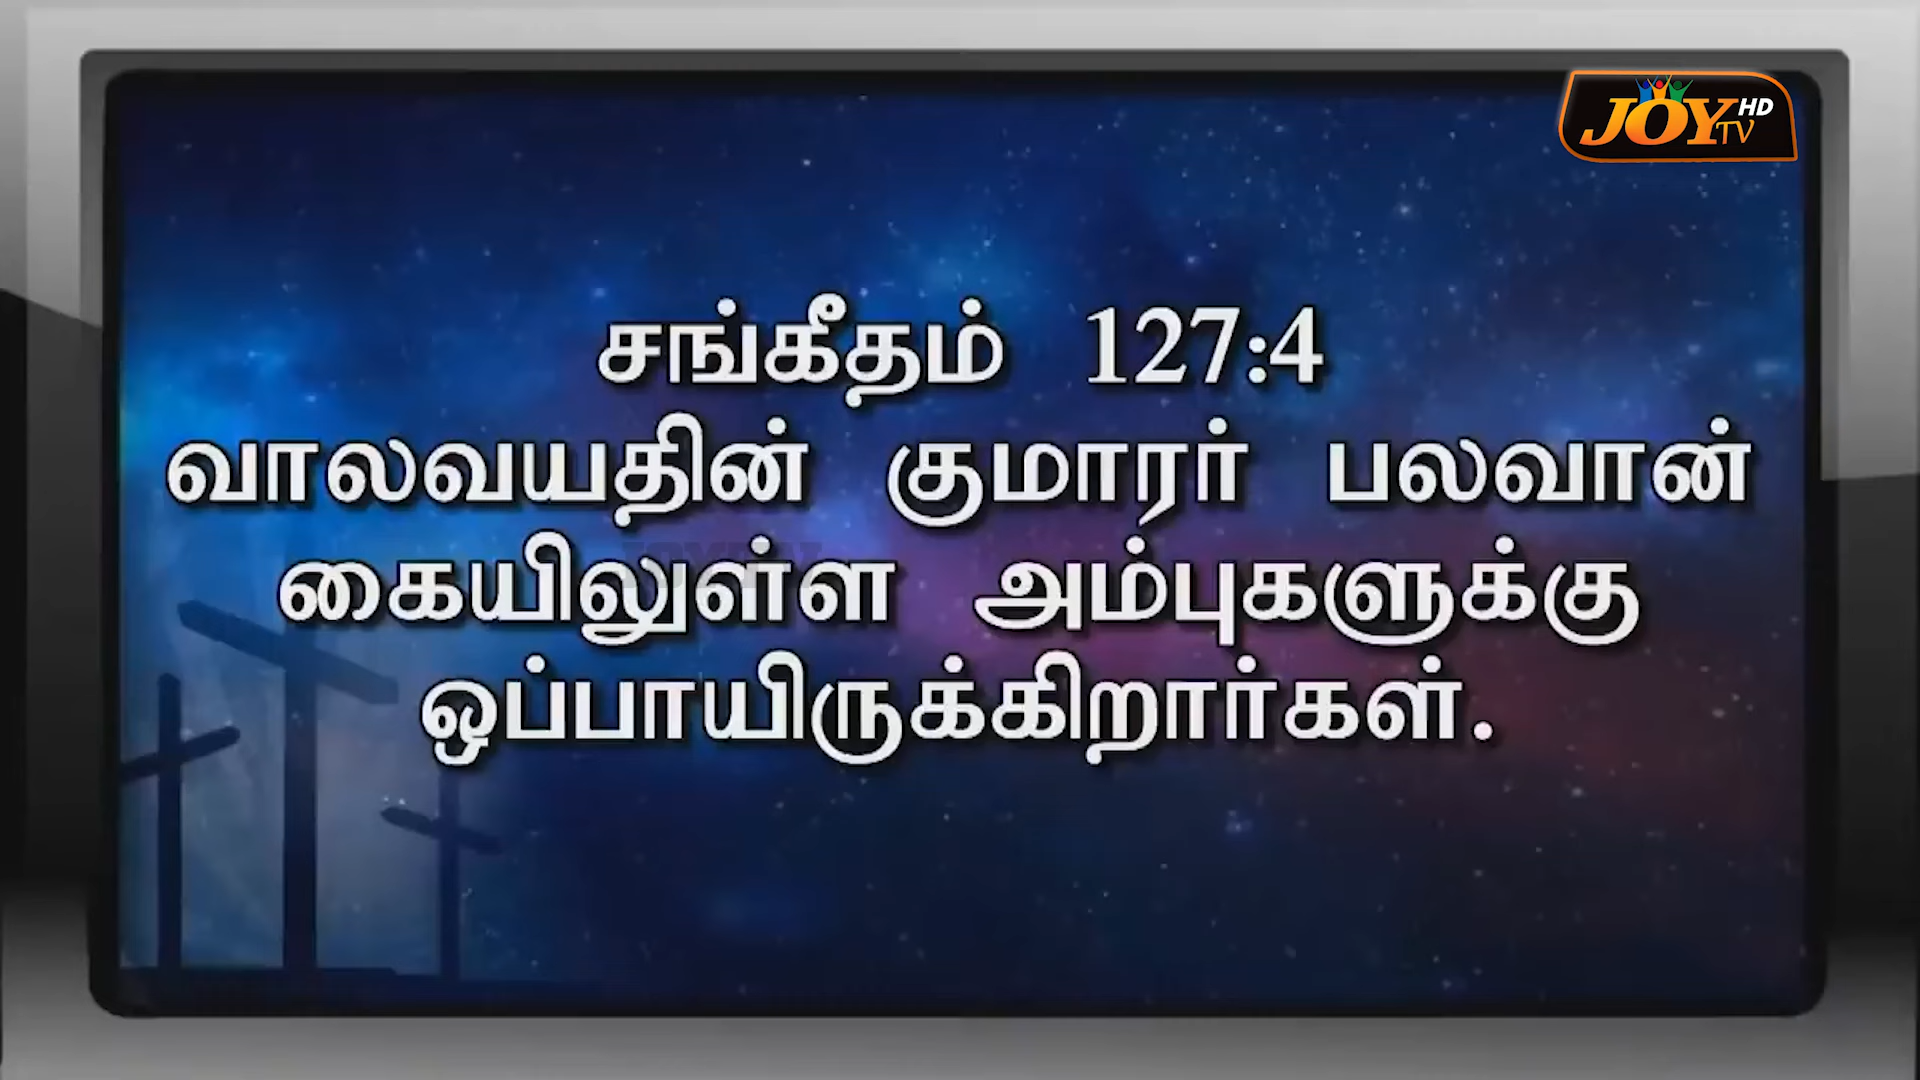 JOY TV HD
சங்கீதம் 127:4
வாலவயதின் குமாரர் பலவான்
கையிலுள்ள அம்புகளுக்கு
ஒப்பாயிருக்கிறார்கள்.